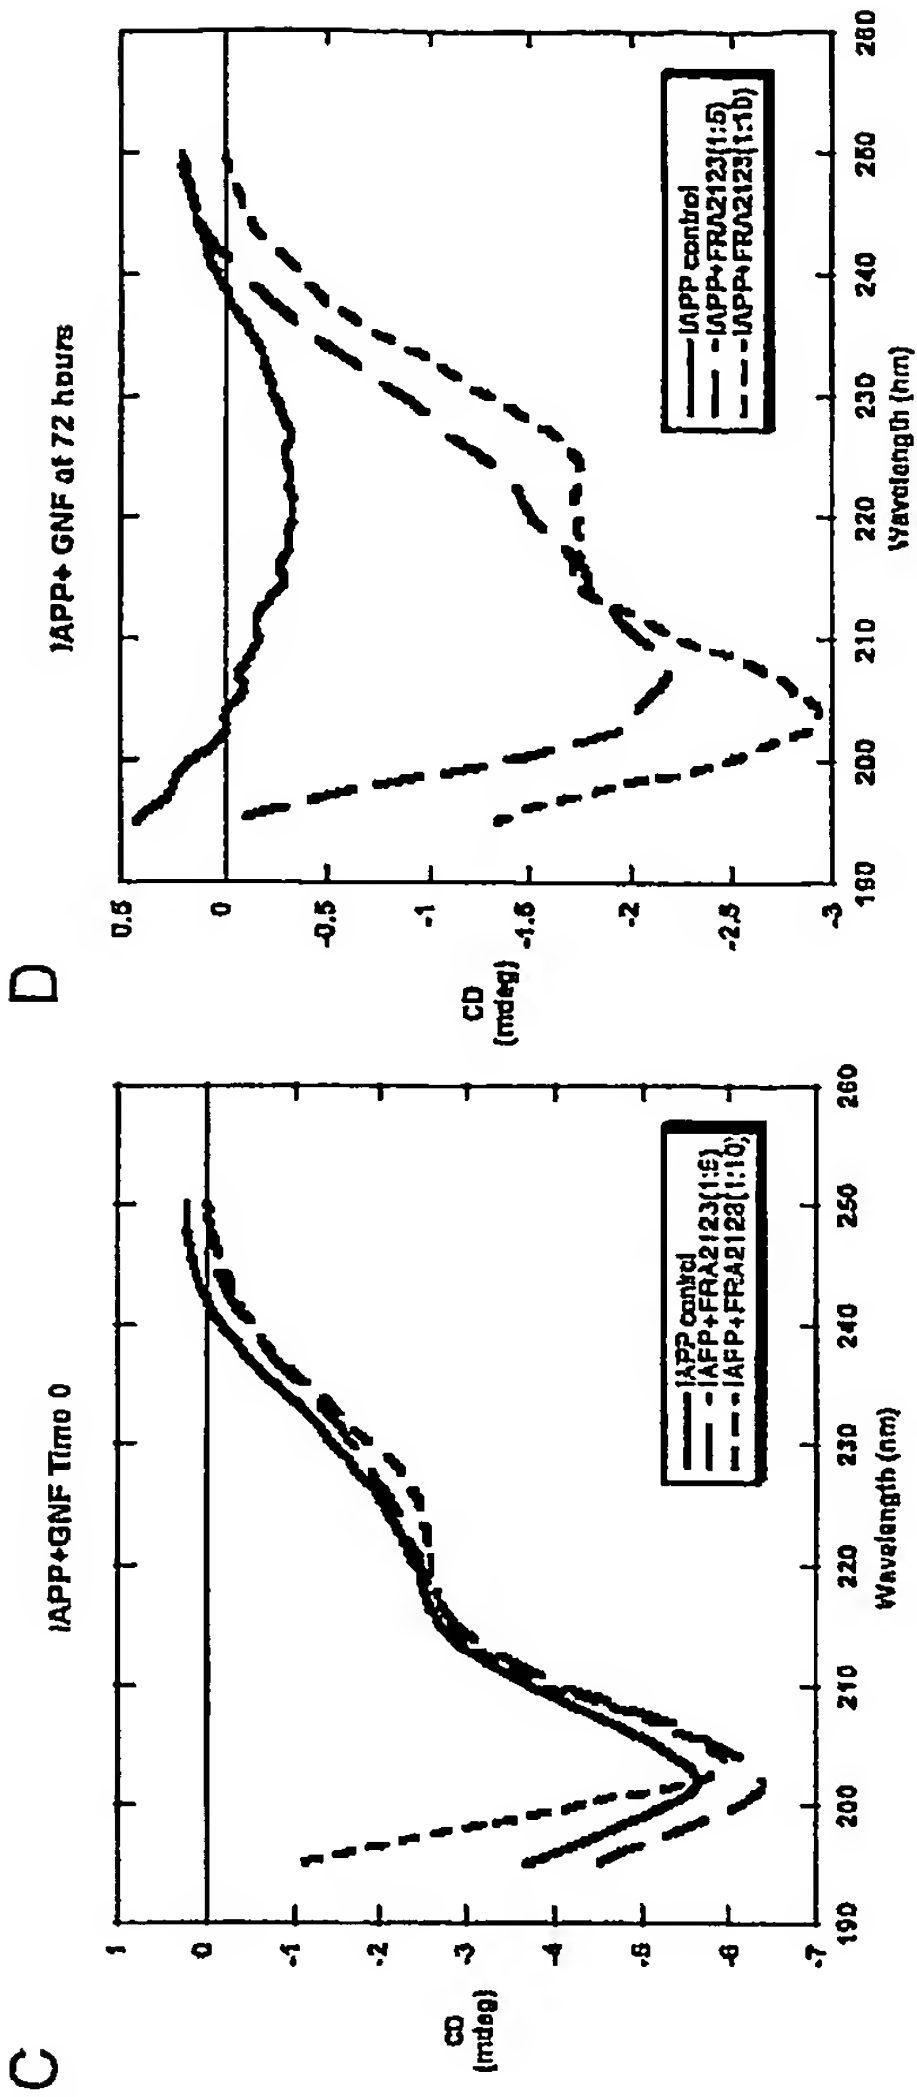 C
IAPP+GNF Time 0
1
0
-1
-2
-3
-4
-5
-6
-7
CD
(mdeg)
190
200
210
220
230
240
250
260
Wavelength (nm)
IAPP control
IAPP+FRA2123(1:5)
IAPP+FRA2123(1:10)
D
IAPP+ GNF at 72 hours
0.5
0
-0.5
-1
-1.5
-2
-2.5
-3
CD
(mdeg)
190
200
210
220
230
240
250
260
Wavelength (nm)
IAPP control
IAPP+FRA2123(1:5)
IAPP+FRA2123(1:10)